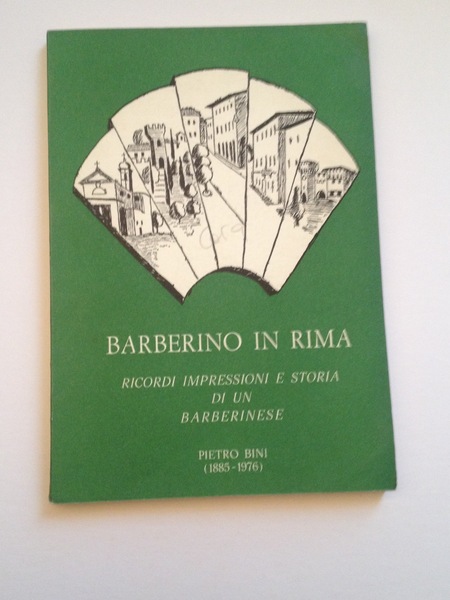 BARBERINO IN RIMA
RICORDI IMPRESSIONI E STORIA
DI UN
BARBERINESE
PIETRO BINI
(1885-1976)